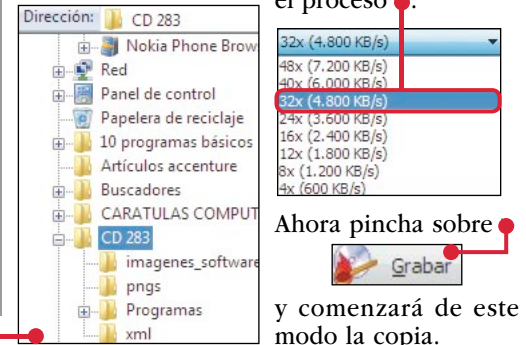 Dirección: CD 283
Nokia Phone Brow
Red
Panel de control
Papelera de reciclaje
10 programas básicos
Artículos accenture
Buscadores
CARATULAS COMPUT
CD 283
imagenes_software
pngs
Programas
xml
el proceso .
32x (4.800 KB/s)
48x (7.200 KB/s)
40x (6.000 KB/s)
32x (4.800 KB/s)
24x (3.600 KB/s)
16x (2.400 KB/s)
12x (1.800 KB/s)
8x (1.200 KB/s)
4x (600 KB/s)
Ahora pincha sobre
Grabar
y comenzará de este
modo la copia.